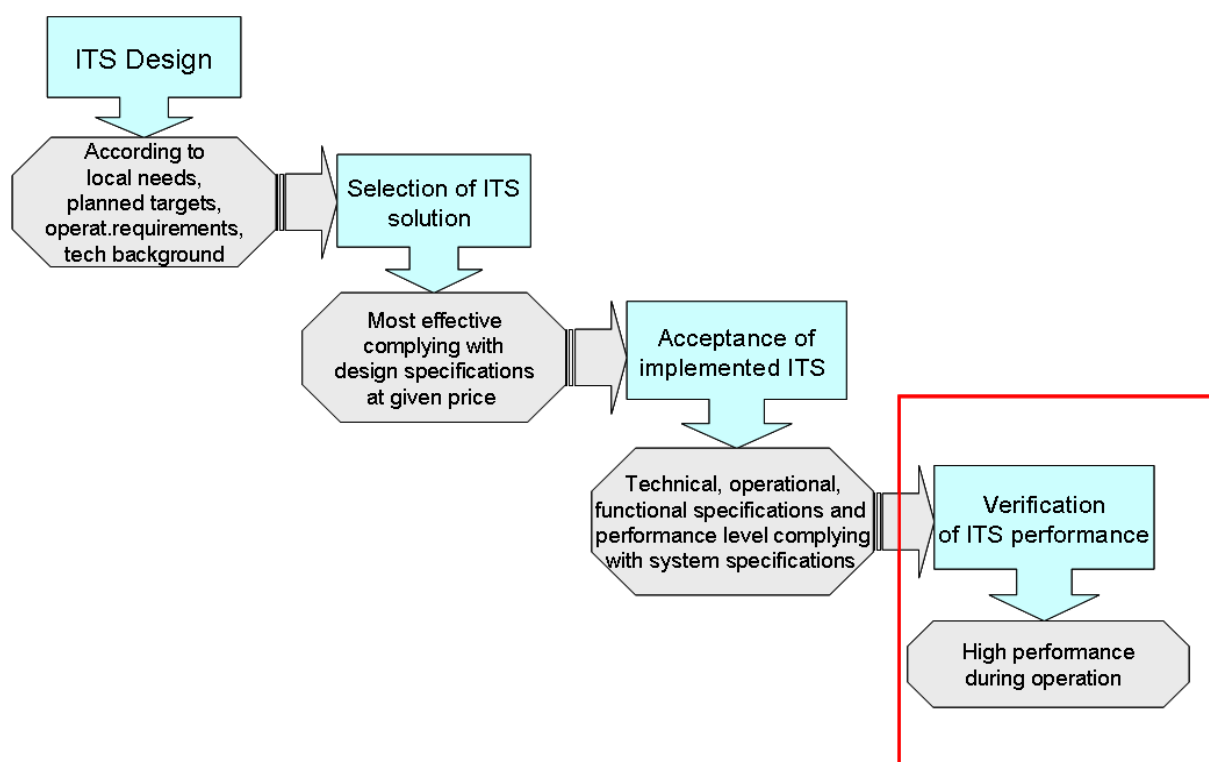 ITS Design
According to
local needs,
planned targets,
operat.requirements,
tech background
Selection of ITS
solution
Most effective
complying with
design specifications
at given price
Acceptance of
implemented ITS
Technical, operational,
functional specifications and
performance level complying
with system specifications
Verification
of ITS performance
High performance
during operation